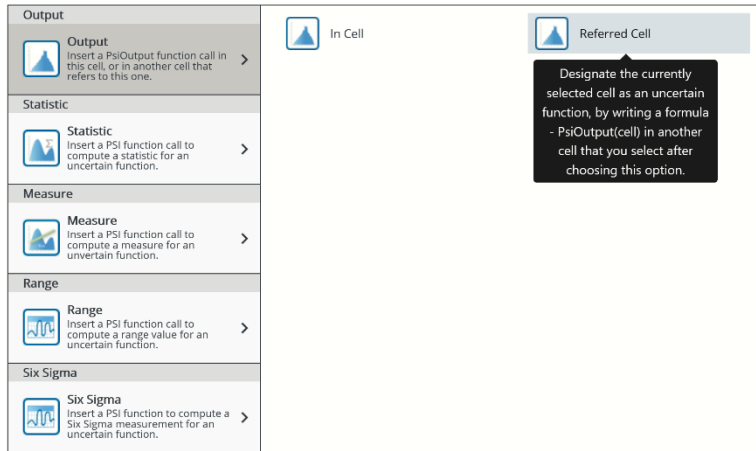 Output
Output
Insert a PsiOutput function call in
this cell, or in another cell that
refers to this one.
Statistic
Statistic
Insert a PSI function call to
compute a statistic for an
uncertain function.
Measure
Measure
Insert a PSI function call to
compute a measure for an
unvertain function.
Range
Range
Insert a PSI function call to
compute a range value for an
uncertain function.
Six Sigma
Six Sigma
Insert a PSI function to compute a
Six Sigma measurement for an
uncertain function.
In Cell
Referred Cell
Designate the currently
selected cell as an uncertain
function, by writing a formula
- PsiOutput(cell) in another
cell that you select after
choosing this option.